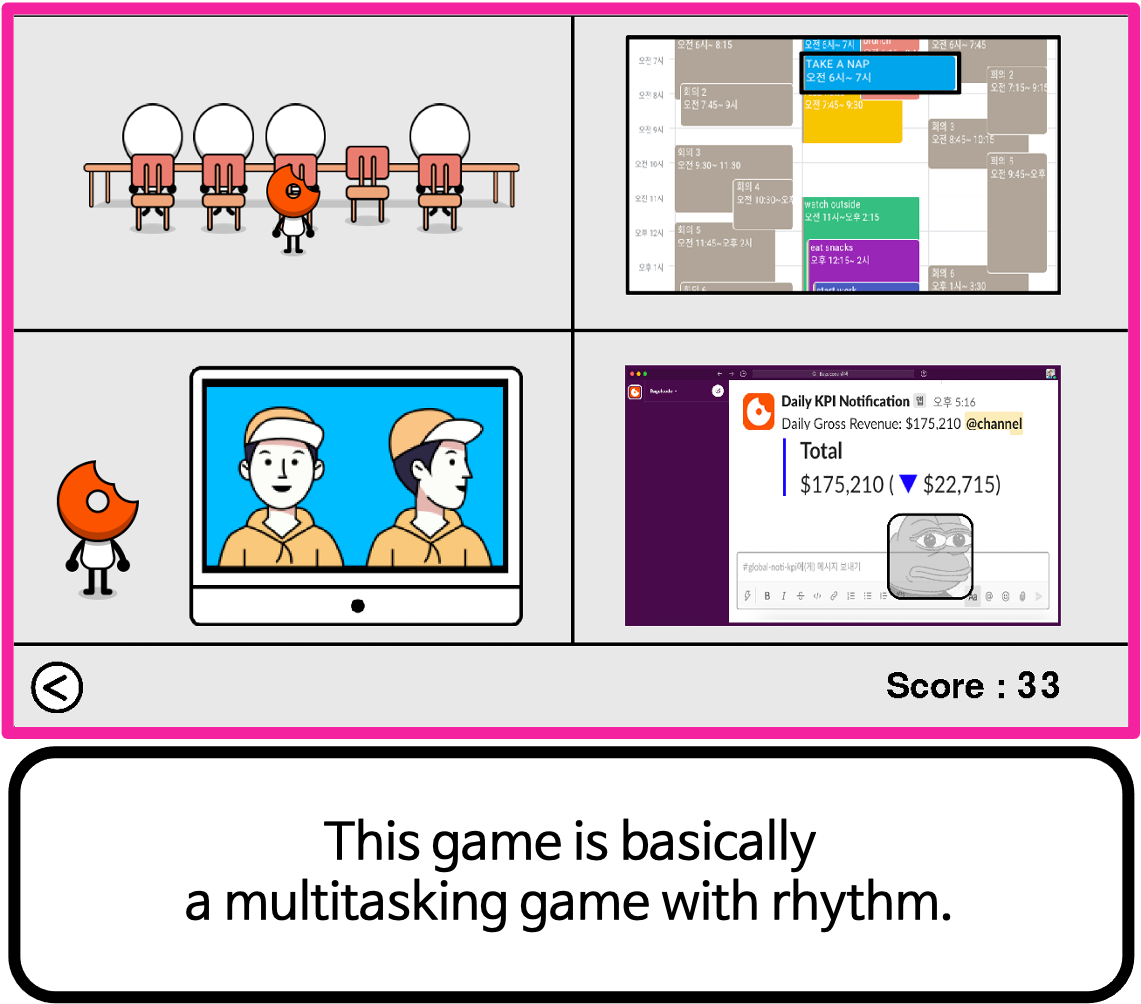 오전 6시~ 8:15
오전 6시~ 7시
brunch
오전 6시~ 7:45
오전 7시
TAKE A NAP
오전 6시~ 7시
회의 2
오전 7:15~ 9:15
오전 8시
회의 2
오전 7:45~ 9시
오전 7:45~ 9:30
오전 9시
회의 3
오전 8:45~ 10:15
회의 3
오전 9:30~ 11:30
오전 10시
회의 5
오전 9:45~오후
회의 4
오전 10:30~오후
오전 11시
watch outside
오전 11시~오후 2:15
오후 12시
회의 5
오전 11:45~오후 2시
eat snacks
오후 12:15~ 2시
오후 1시
회의 6
오후 1시~ 3:30
start work
회의 6
Bagelcode
Daily KPI Notification 앱 오후 5:16
Daily Gross Revenue: $175,210 @channel
Total
$175,210 (▼ $22,715)
#global-noti-kpi에(게) 메시지 보내기
B I S </>
Aa @
<
Score : 33
This game is basically
a multitasking game with rhythm.